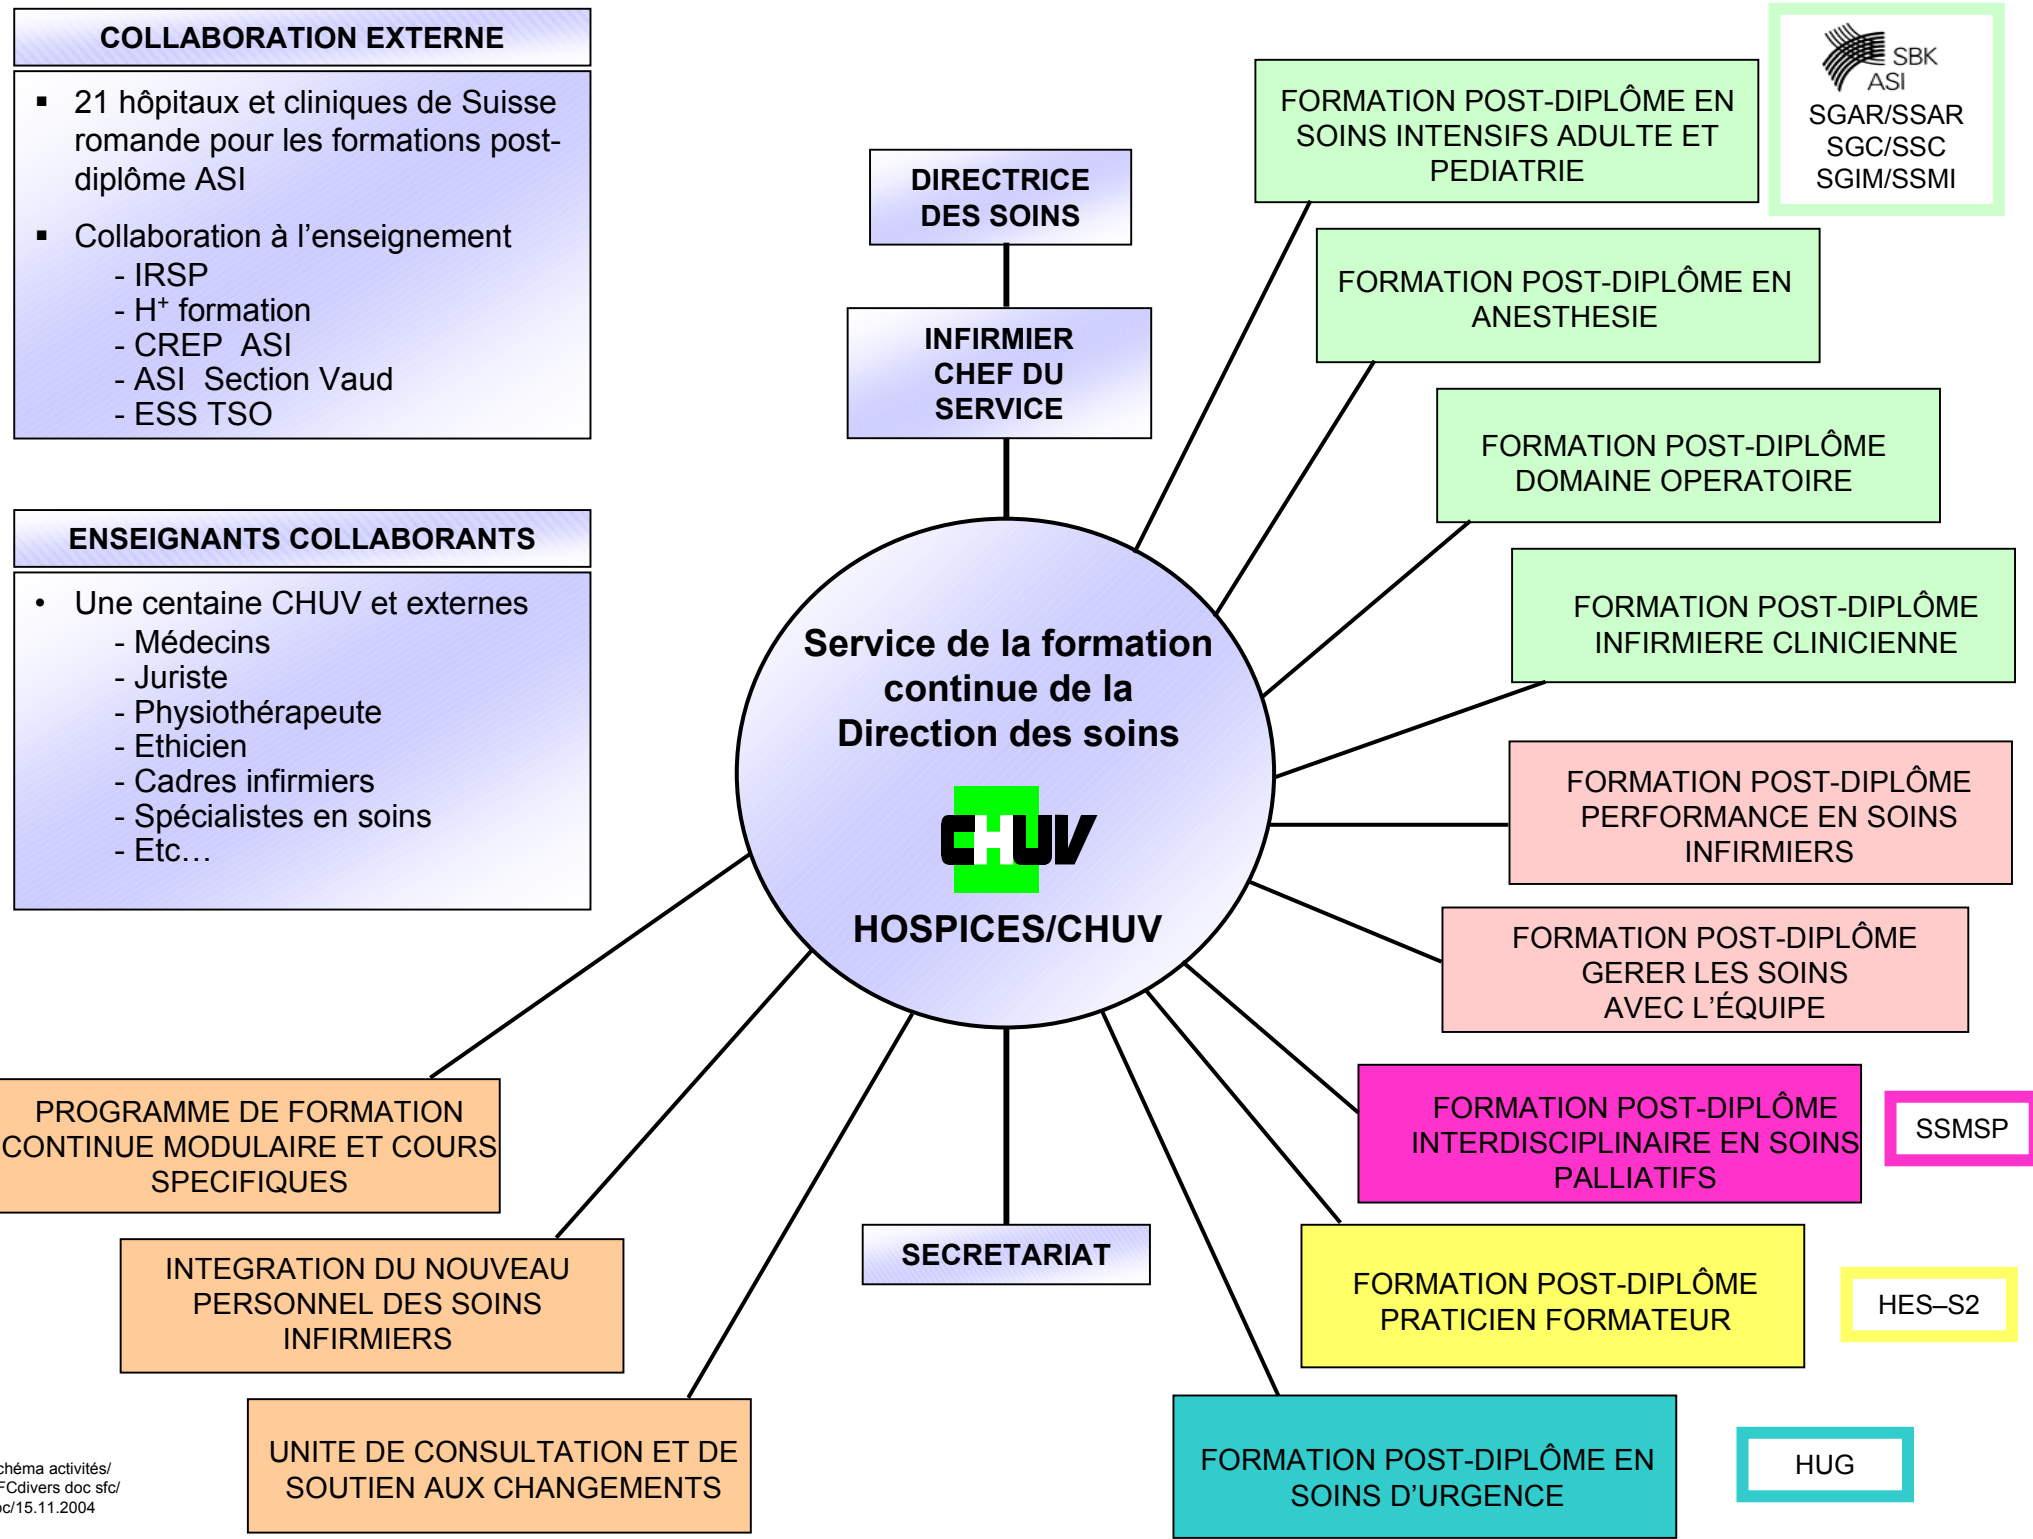 COLLABORATION EXTERNE
▪ 21 hôpitaux et cliniques de Suisse
romande pour les formations post-
diplôme ASI
▪ Collaboration à l’enseignement
- IRSP
- H⁺ formation
- CREP ASI
- ASI Section Vaud
- ESS TSO
ENSEIGNANTS COLLABORANTS
• Une centaine CHUV et externes
- Médecins
- Juriste
- Physiothérapeute
- Ethicien
- Cadres infirmiers
- Spécialistes en soins
- Etc…
DIRECTRICE
DES SOINS
INFIRMIER
CHEF DU
SERVICE
Service de la formation
continue de la
Direction des soins
CHUV
HOSPICES/CHUV
SECRETARIAT
FORMATION POST-DIPLÔME EN
SOINS INTENSIFS ADULTE ET
PEDIATRIE
SBK
ASI
SGAR/SSAR
SGC/SSC
SGIM/SSMI
FORMATION POST-DIPLÔME EN
ANESTHESIE
FORMATION POST-DIPLÔME
DOMAINE OPERATOIRE
FORMATION POST-DIPLÔME
INFIRMIERE CLINICIENNE
FORMATION POST-DIPLÔME
PERFORMANCE EN SOINS
INFIRMIERS
FORMATION POST-DIPLÔME
GERER LES SOINS
AVEC L’ÉQUIPE
FORMATION POST-DIPLÔME
INTERDISCIPLINAIRE EN SOINS
PALLIATIFS
SSMSP
FORMATION POST-DIPLÔME
PRATICIEN FORMATEUR
HES–S2
FORMATION POST-DIPLÔME EN
SOINS D’URGENCE
HUG
PROGRAMME DE FORMATION
CONTINUE MODULAIRE ET COURS
SPECIFIQUES
INTEGRATION DU NOUVEAU
PERSONNEL DES SOINS
INFIRMIERS
UNITE DE CONSULTATION ET DE
SOUTIEN AUX CHANGEMENTS
chéma activités/
FCdivers doc sfc/
oc/15.11.2004